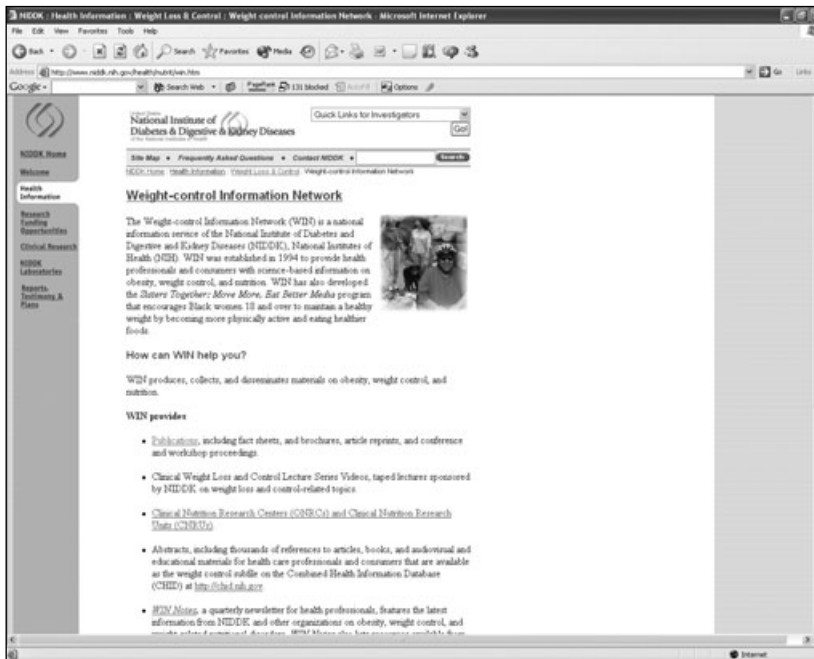 NIDDK : Health Information : Weight Loss & Control : Weight-control Information Network - Microsoft Internet Explorer
File Edit View Favorites Tools Help
Back Search Favorites Media
Address http://www.niddk.nih.gov/health/nutrit/win.htm Go Links
Google Search Web PageRank 131 blocked AutoFill Options
National Institute of
Diabetes & Digestive & Kidney Diseases
of the National Institutes of Health
Quick Links for Investigators
Go!
Site Map • Frequently Asked Questions • Contact NIDDK • Search
NIDDK Home : Health Information : Weight Loss & Control : Weight-control Information Network
NIDDK Home
Welcome
Health
Information
Research
Funding
Opportunities
Clinical Research
NIDDK
Laboratories
Reports,
Testimony, &
Plans
Weight-control Information Network
The Weight-control Information Network (WIN) is a national
information service of the National Institute of Diabetes and
Digestive and Kidney Diseases (NIDDK), National Institutes of
Health (NIH). WIN was established in 1994 to provide health
professionals and consumers with science-based information on
obesity, weight control, and nutrition. WIN has also developed
the Sisters Together: Move More, Eat Better Media program
that encourages Black women 18 and over to maintain a healthy
weight by becoming more physically active and eating healthier
foods.
How can WIN help you?
WIN produces, collects, and disseminates materials on obesity, weight control, and
nutrition.
WIN provides
• Publications, including fact sheets, and brochures, article reprints, and conference
and workshop proceedings.
• Clinical Weight Loss and Control Lecture Series Videos, taped lectures sponsored
by NIDDK on weight loss and control-related topics.
• Clinical Nutrition Research Centers (CNRCs) and Clinical Nutrition Research
Units (CNRUs)
• Abstracts, including thousands of references to articles, books, and audiovisual and
educational materials for health care professionals and consumers that are available
as the weight control subfile on the Combined Health Information Database
(CHID) at http://chid.nih.gov.
• WIN Notes, a quarterly newsletter for health professionals, features the latest
information from NIDDK and other organizations on obesity, weight control, and
Internet